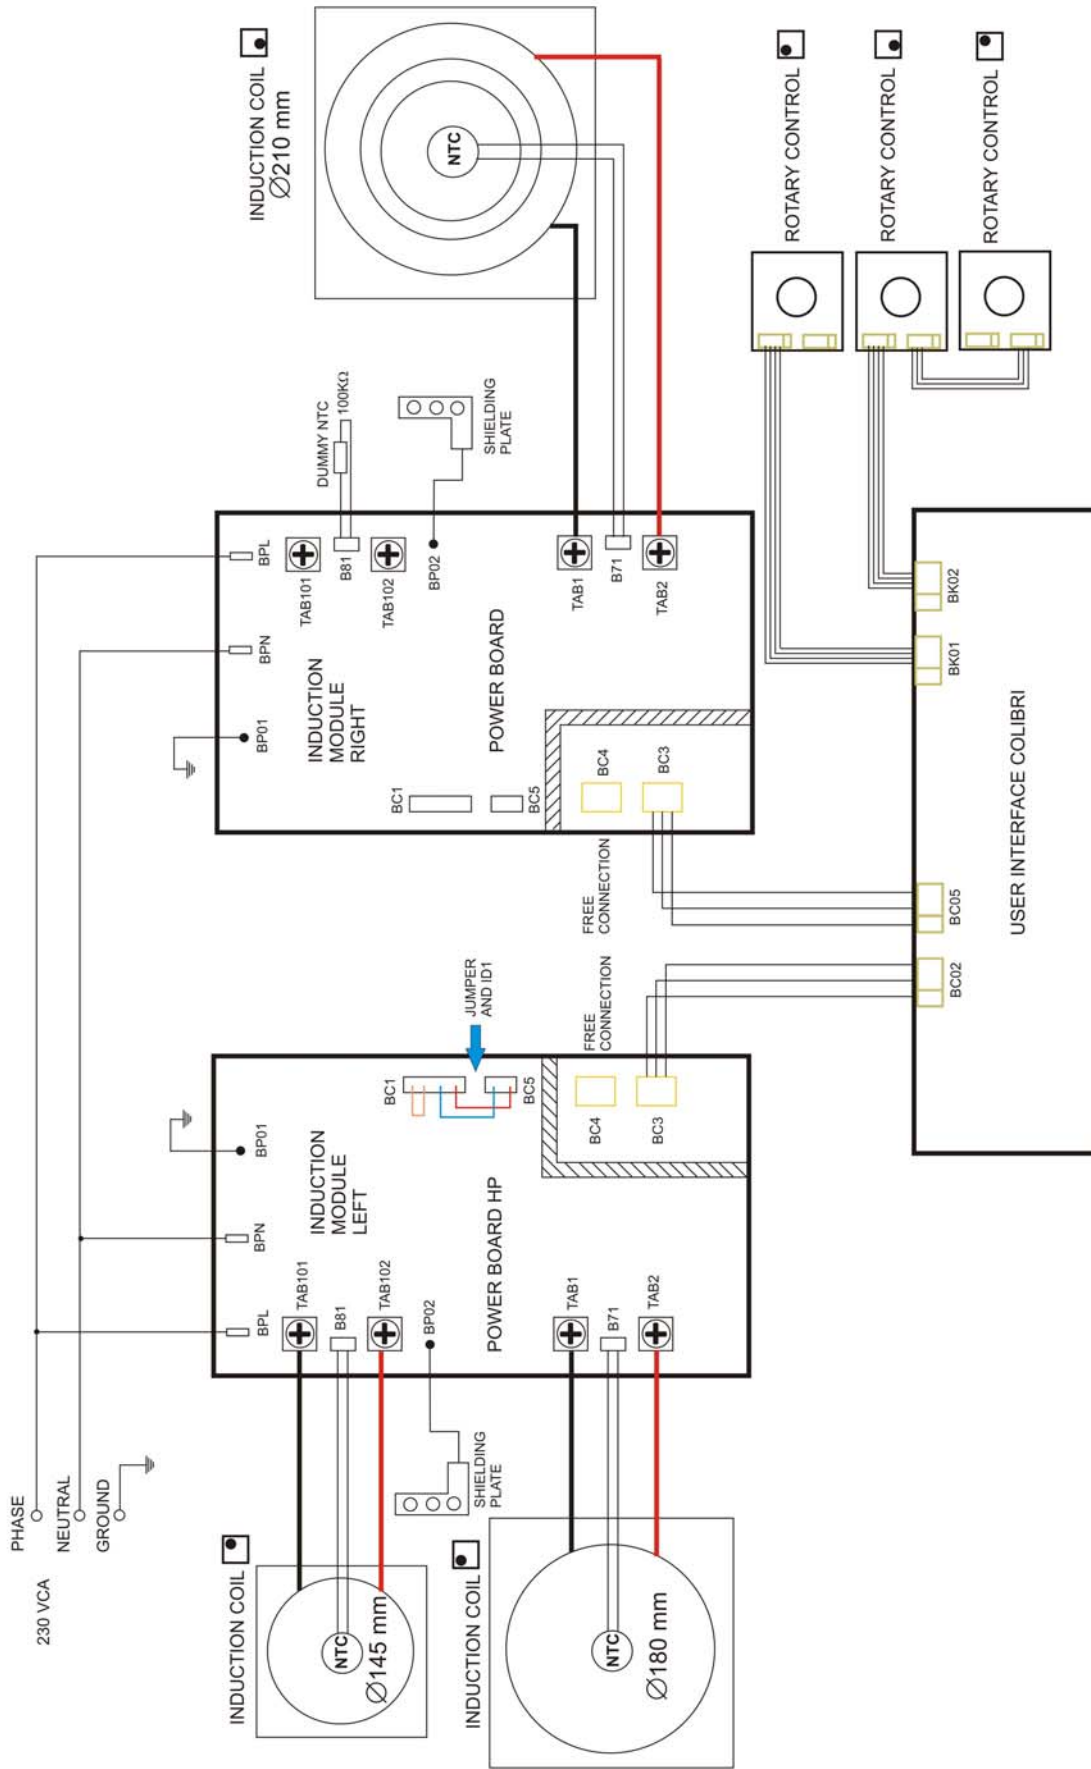 PHASE
NEUTRAL
GROUND
230 VCA
BPL
BPN
BP01
BP01
BPN
BPL
INDUCTION COIL
Ø145 mm
NTC
TAB101
B81
TAB102
BP02
SHIELDING
PLATE
INDUCTION
MODULE
LEFT
POWER BOARD HP
BC1
BC5
JUMPER
AND ID1
INDUCTION COIL
Ø180 mm
NTC
TAB1
B71
TAB2
BC4
BC3
FREE
CONNECTION
FREE
CONNECTION
INDUCTION
MODULE
RIGHT
POWER BOARD
BC1
BC5
BC4
BC3
TAB101
B81
TAB102
BP02
DUMMY NTC
100KΩ
SHIELDING
PLATE
TAB1
B71
TAB2
INDUCTION COIL
Ø210 mm
NTC
BC02
BC05
BK01
BK02
USER INTERFACE COLIBRI
ROTARY CONTROL
ROTARY CONTROL
ROTARY CONTROL